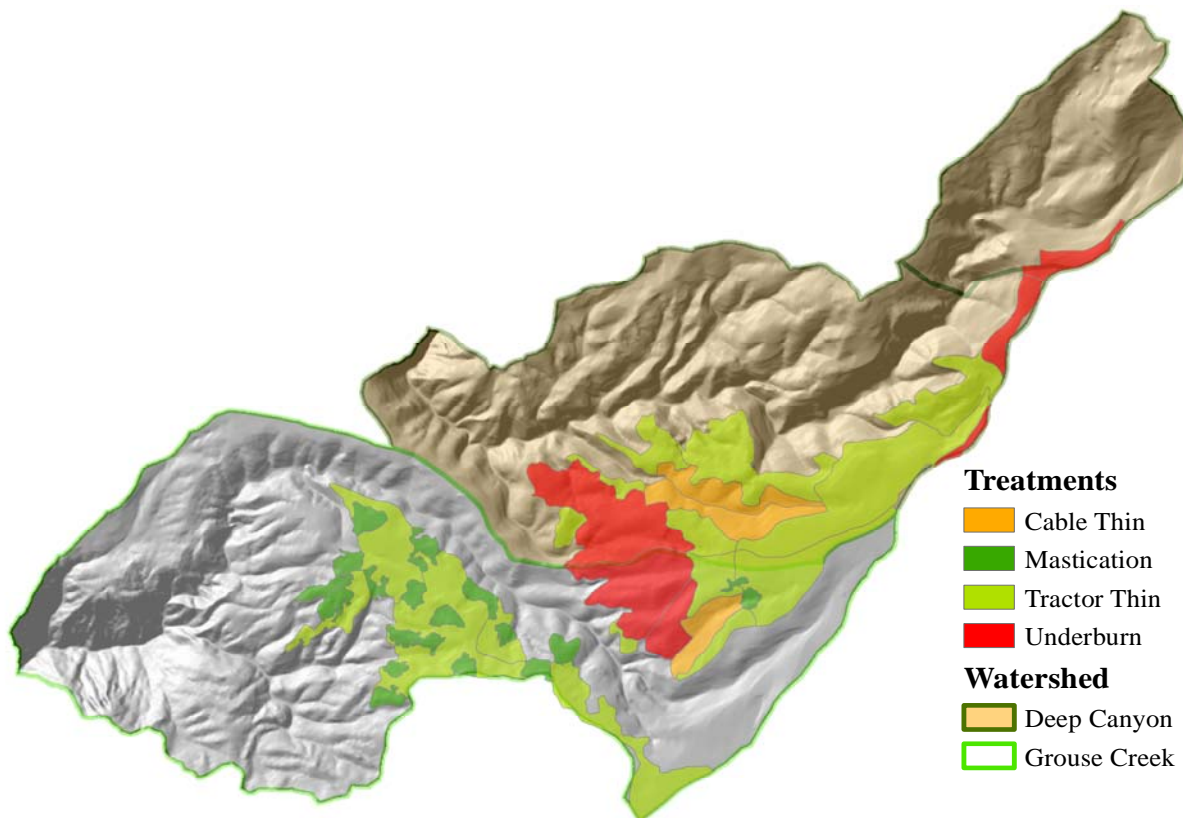 Treatments
Cable Thin
Mastication
Tractor Thin
Underburn
Watershed
Deep Canyon
Grouse Creek